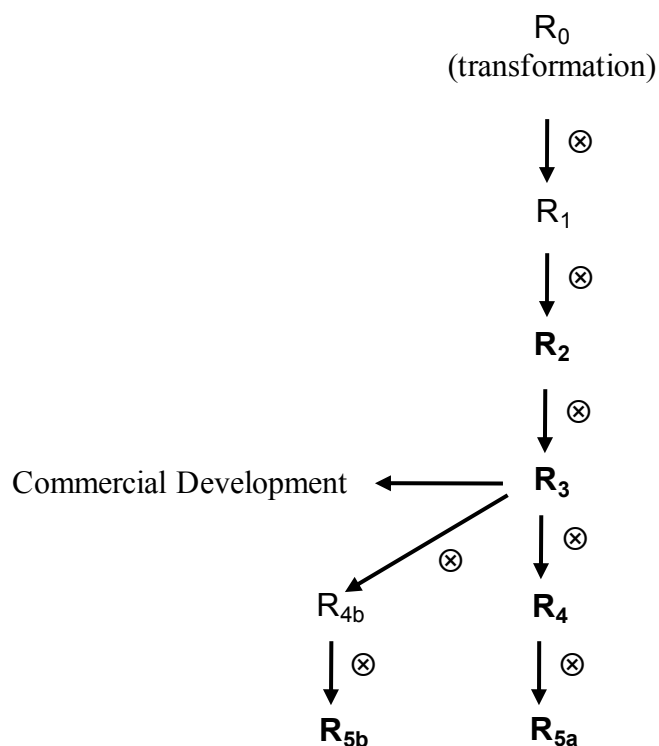 R₀
(transformation)
⊗
R₁
⊗
R₂
⊗
Commercial Development
R₃
⊗
⊗
R₄b
R₄
⊗
⊗
R₅b
R₅a